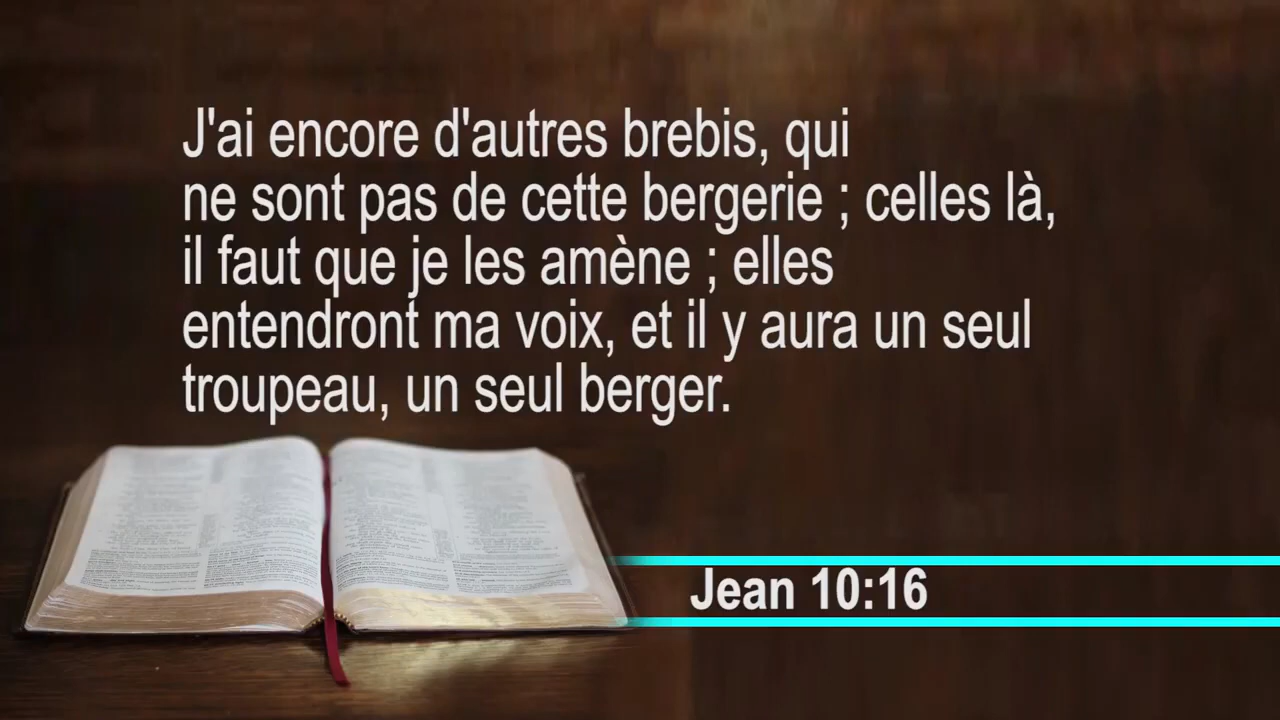 J'ai encore d'autres brebis, qui
ne sont pas de cette bergerie ; celles là,
il faut que je les amène ; elles
entendront ma voix, et il y aura un seul
troupeau, un seul berger.
Jean 10:16